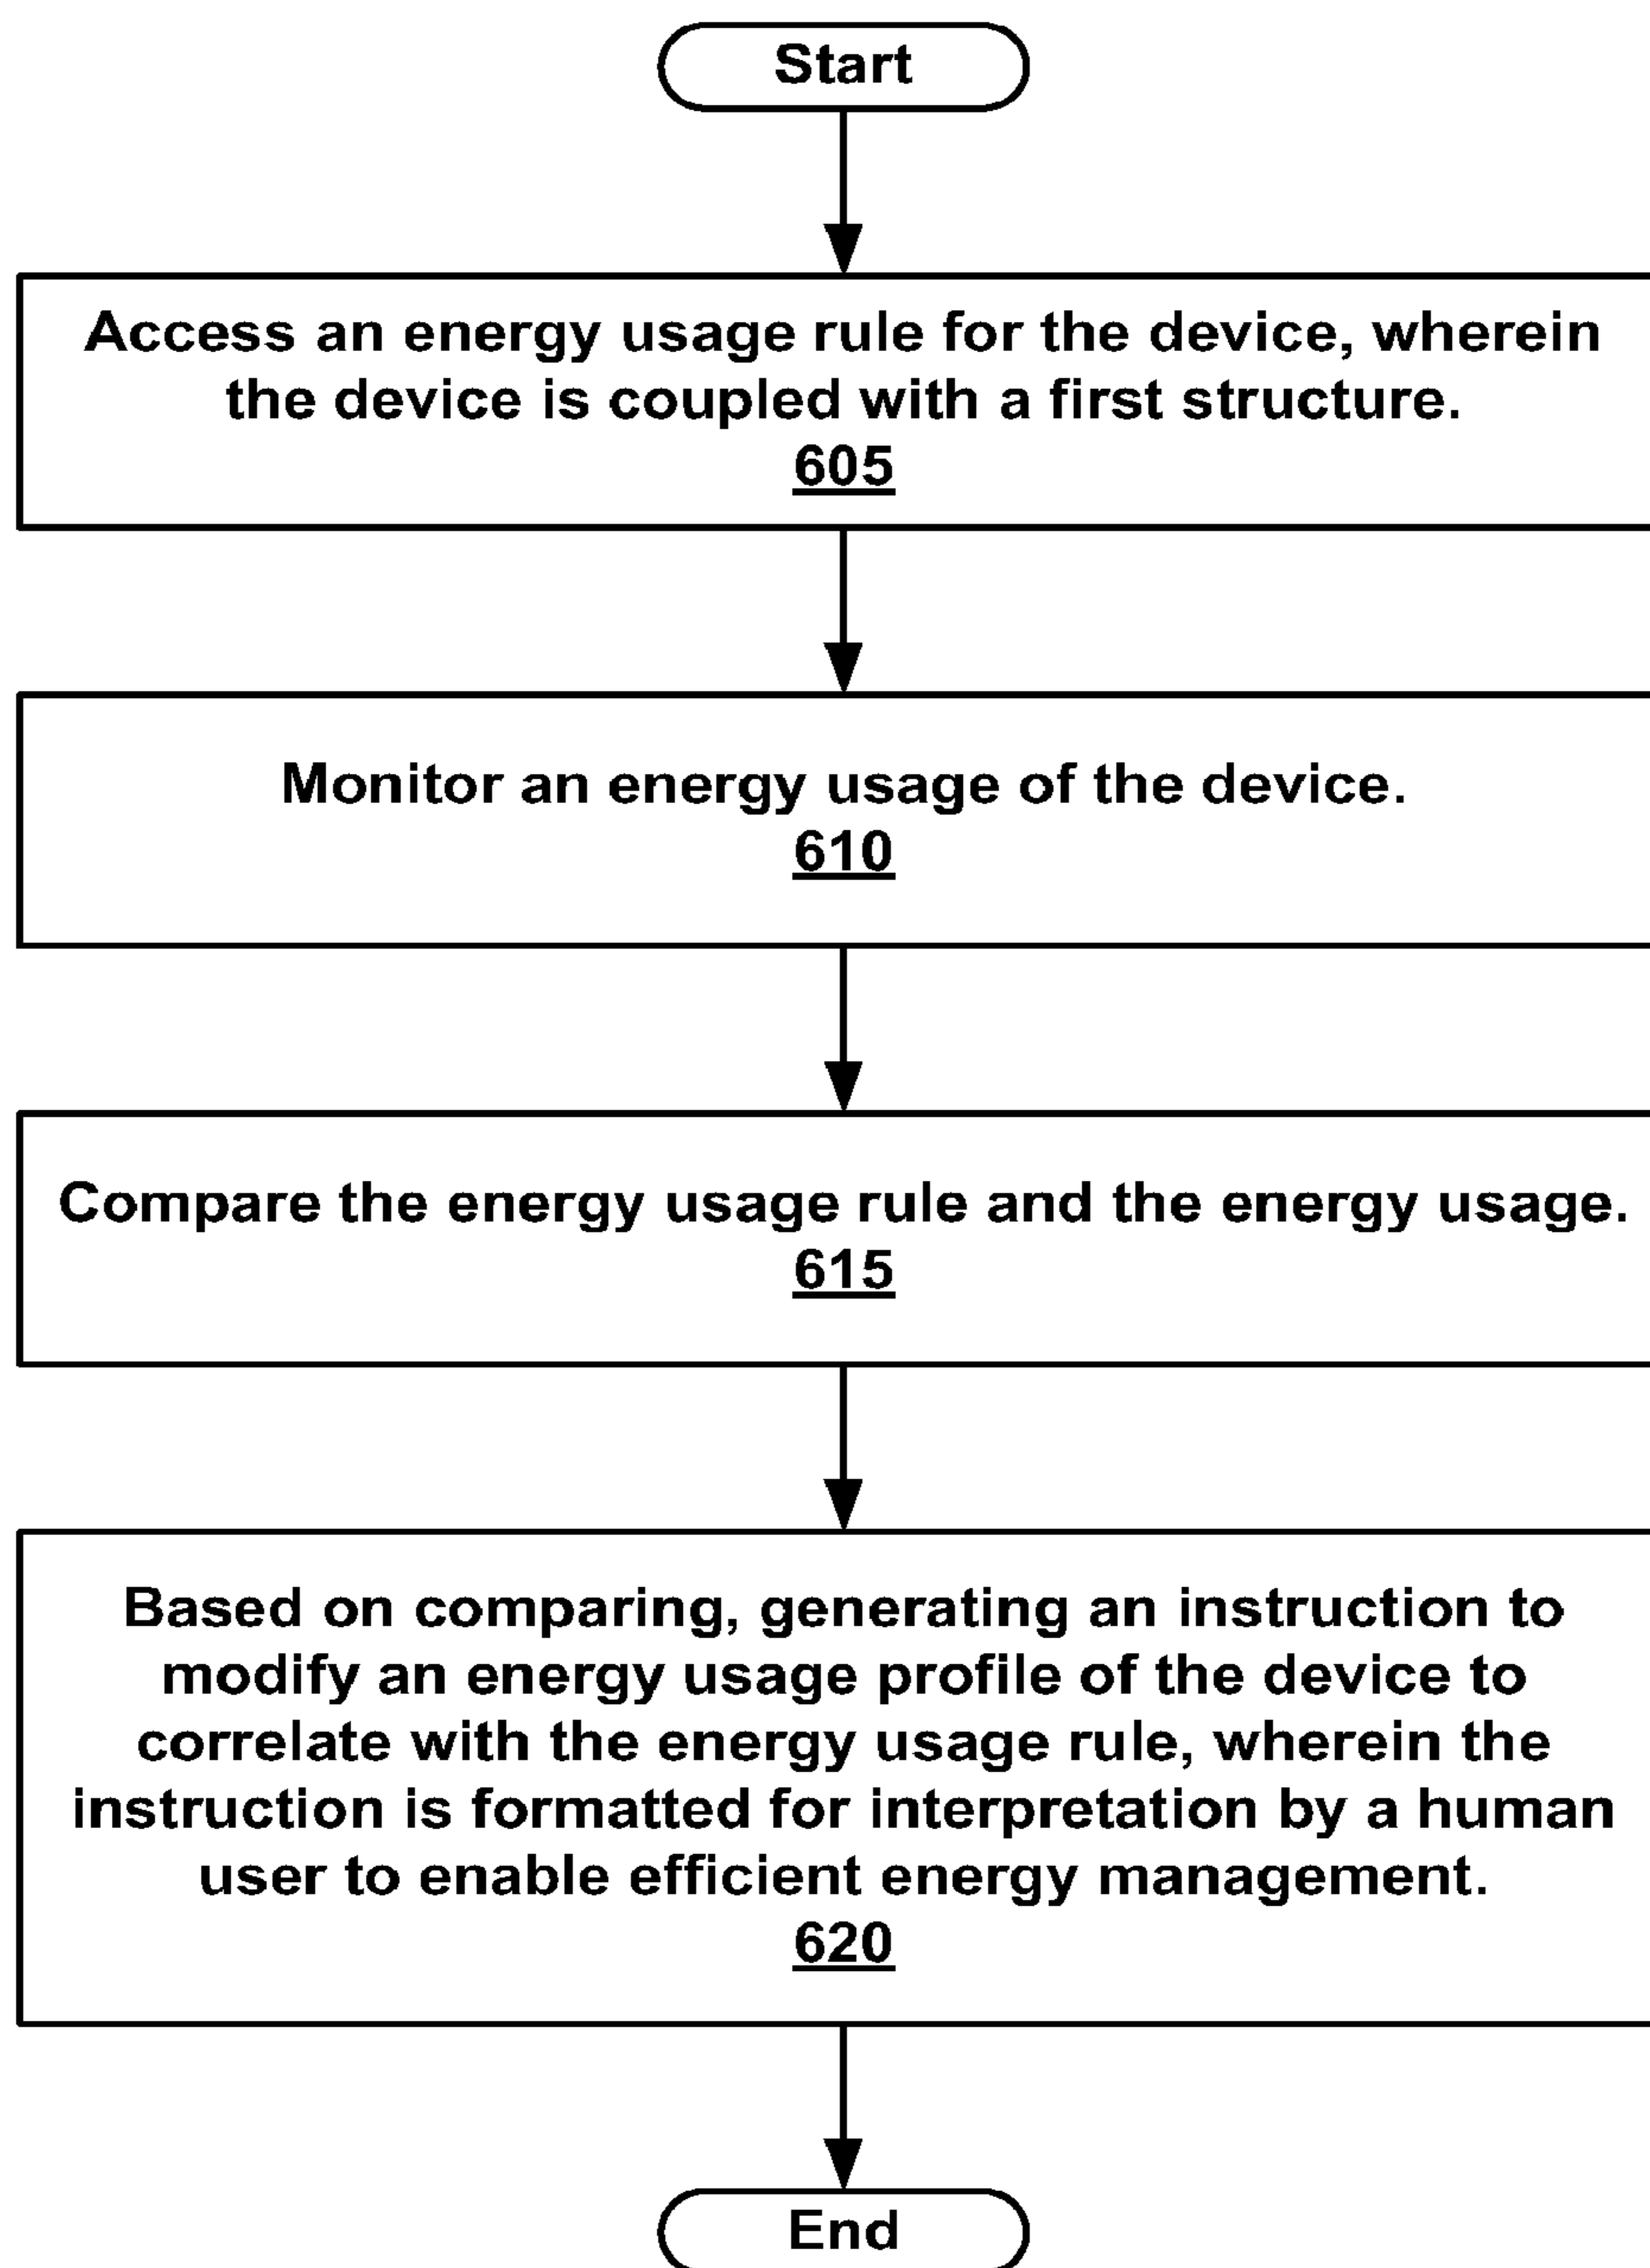 Start
Access an energy usage rule for the device, wherein
the device is coupled with a first structure.
605
Monitor an energy usage of the device.
610
Compare the energy usage rule and the energy usage.
615
Based on comparing, generating an instruction to
modify an energy usage profile of the device to
correlate with the energy usage rule, wherein the
instruction is formatted for interpretation by a human
user to enable efficient energy management.
620
End